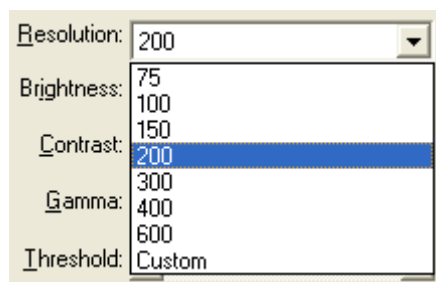 Resolution: 200
75
Brightness: 100
150
Contrast: 200
300
Gamma: 400
600
Threshold: Custom